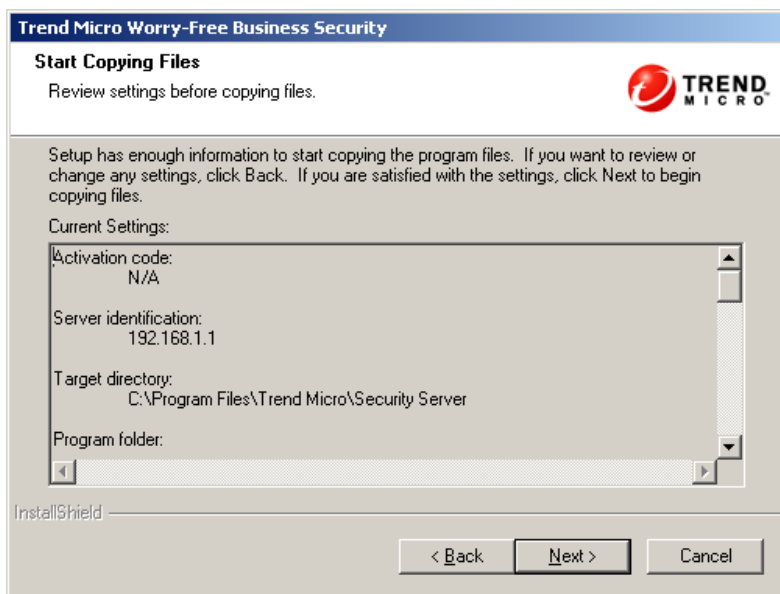 Trend Micro Worry-Free Business Security
Start Copying Files
Review settings before copying files.
TREND
MICRO
Setup has enough information to start copying the program files. If you want to review or
change any settings, click Back. If you are satisfied with the settings, click Next to begin
copying files.
Current Settings:
Activation code:
N/A
Server identification:
192.168.1.1
Target directory:
C:\Program Files\Trend Micro\Security Server
Program folder:
InstallShield
< Back
Next >
Cancel